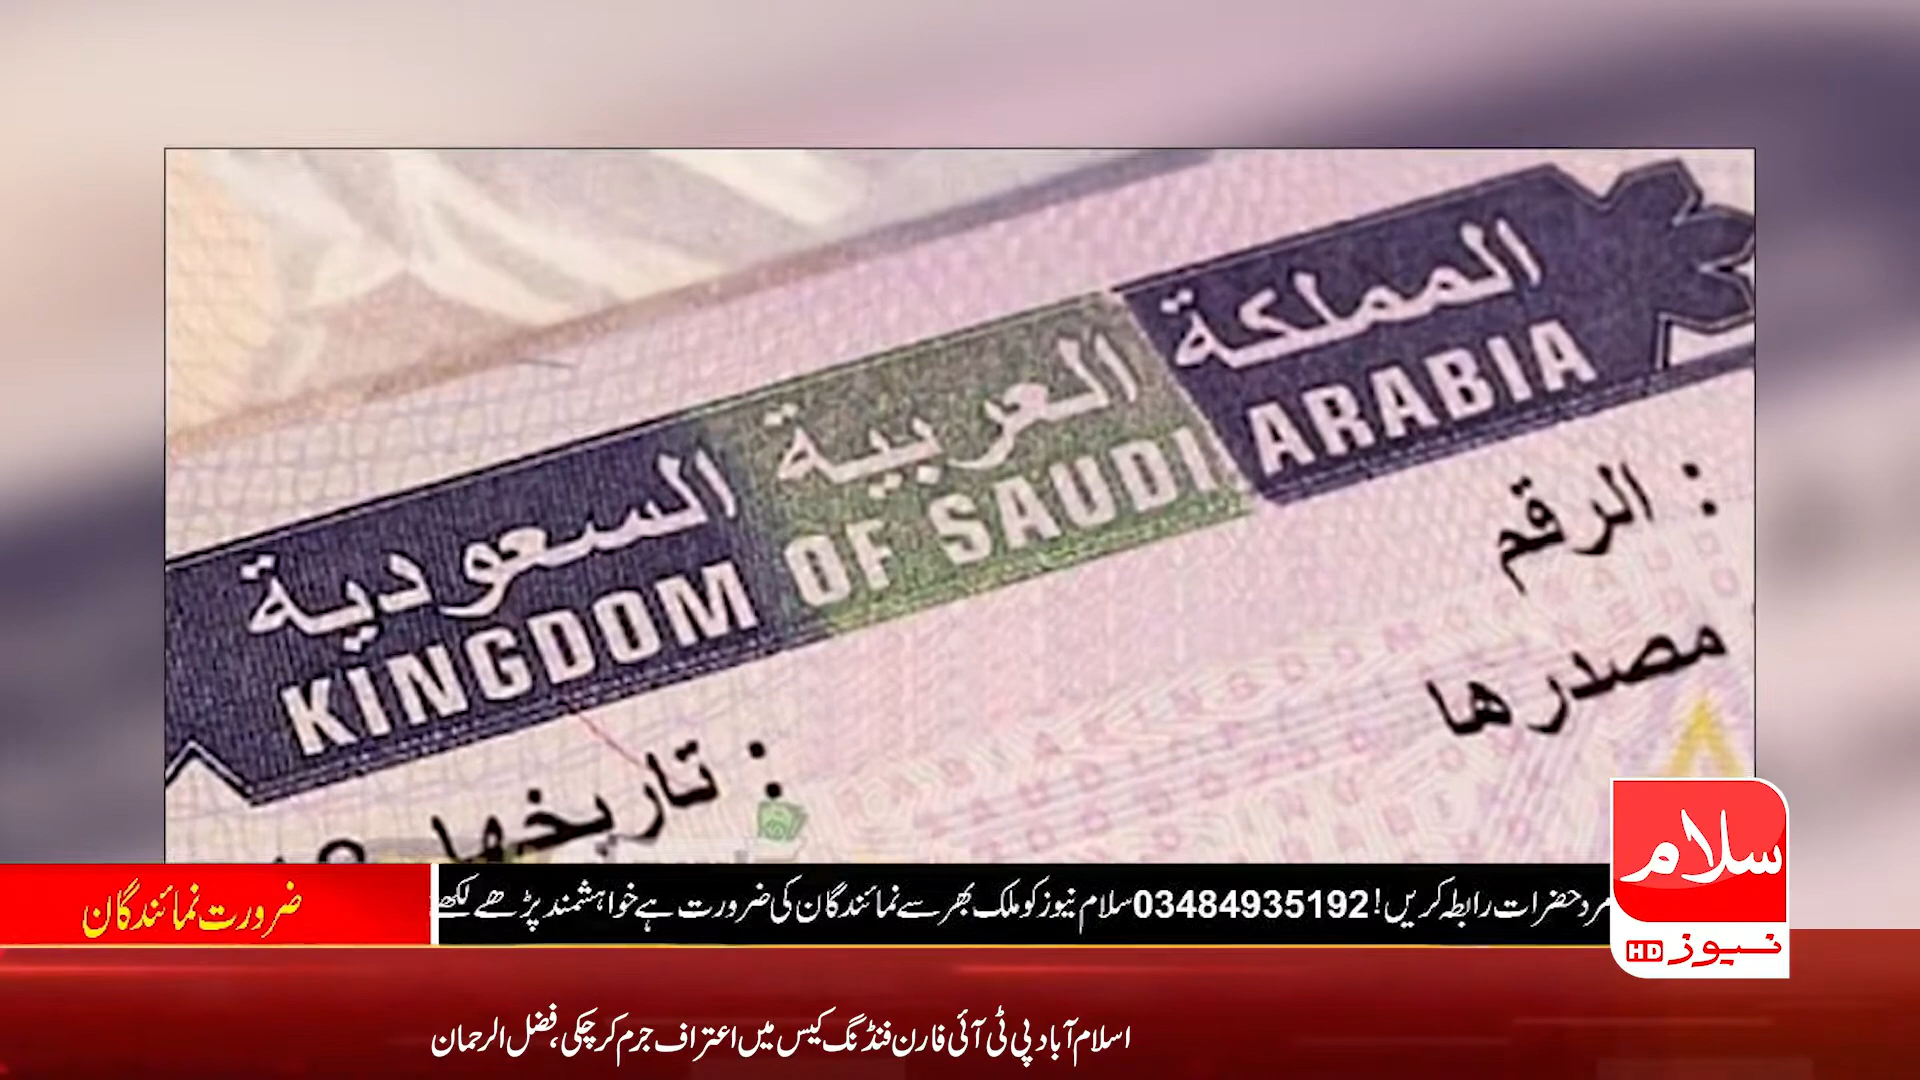 المملكة العربية السعودية
KINGDOM OF SAUDI ARABIA
الرقم :
مصدرها
تاريخها :
سلام
نیوز HD
ضرورت نمائندگان
مرد حضرات رابطہ کریں! 03484935192 سلام نیوز کو ملک بھر سے نمائندگان کی ضرورت ہے خواہشمند پڑھے لکھے
اسلام آباد پی ٹی آئی فارن فنڈنگ کیس میں اعتراف جرم کر چکی، فضل الرحمان